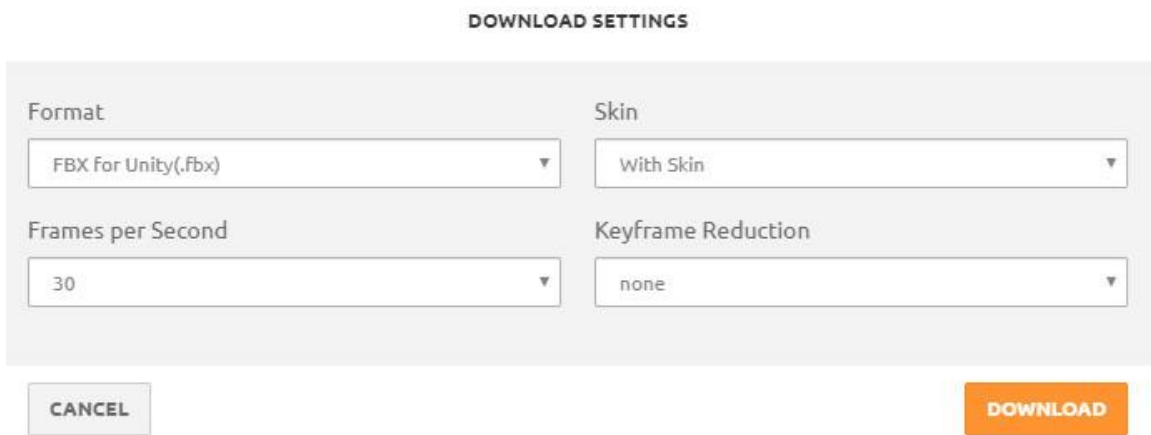 DOWNLOAD SETTINGS
Format
Skin
FBX for Unity(.fbx)
With Skin
Frames per Second
Keyframe Reduction
30
none
CANCEL
DOWNLOAD